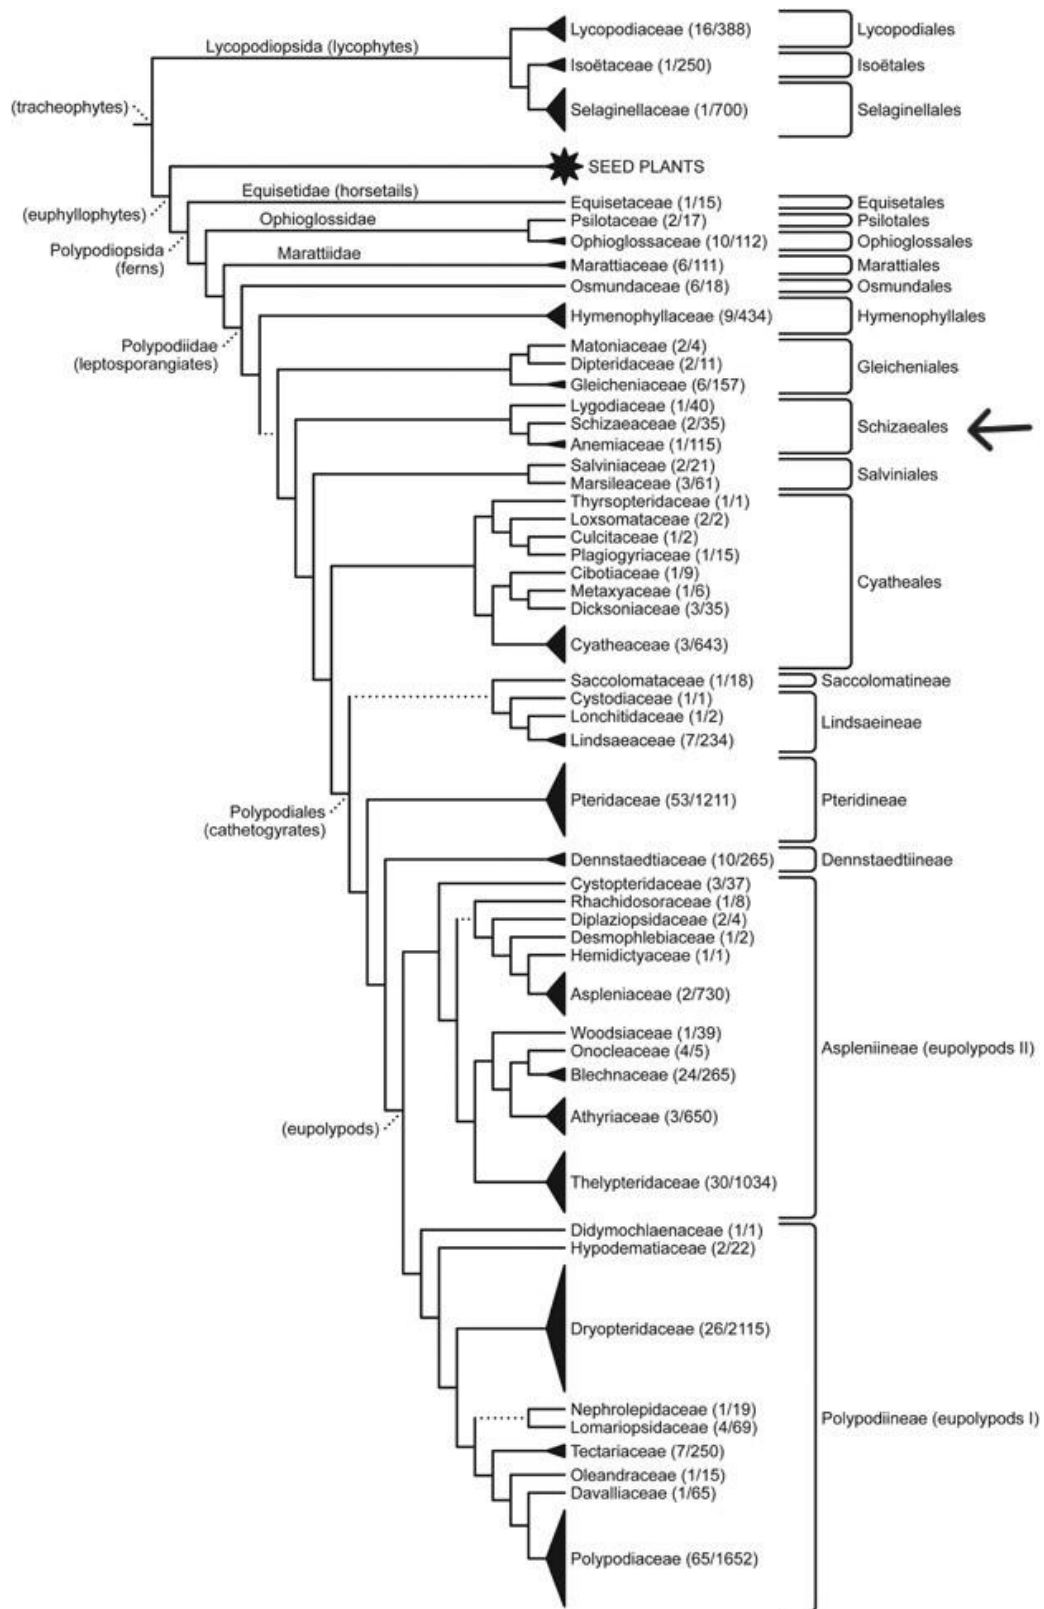 Lycopodiopsida (lycophytes)
Lycopodiaceae (16/388) Lycopodiales
Isoëtaceae (1/250) Isoëtales
(tracheophytes)
Selaginellaceae (1/700) Selaginellales
SEED PLANTS
Equisetidae (horsetails)
Equisetaceae (1/15) Equisetales
(euphyllophytes)
Ophioglossidae
Psilotaceae (2/17) Psilotales
Ophioglossaceae (10/112) Ophioglossales
Polypodiopsida
(ferns)
Marattiidae
Marattiaceae (6/111) Marattiales
Osmundaceae (6/18) Osmundales
Hymenophyllaceae (9/434) Hymenophyllales
Polypodiidae
(leptosporangiates)
Matoniaceae (2/4)
Dipteridaceae (2/11) Gleicheniales
Gleicheniaceae (6/157)
Lygodiaceae (1/40)
Schizaeaceae (2/35) Schizaeales
Anemiaceae (1/115)
Salviniaceae (2/21) Salviniales
Marsileaceae (3/61)
Thyrsopteridaceae (1/1)
Loxsomataceae (2/2)
Culcitaceae (1/2)
Plagiogyriaceae (1/15)
Cibotiaceae (1/9) Cyatheales
Metaxyaceae (1/6)
Dicksoniaceae (3/35)
Cyatheaceae (3/643)
Saccolomataceae (1/18) Saccolomatineae
Cystodiaceae (1/1)
Lonchitidaceae (1/2) Lindsaeineae
Lindsaeaceae (7/234)
Pteridaceae (53/1211) Pteridineae
Polypodiales
(cathetogyrates)
Dennstaedtiaceae (10/265) Dennstaedtiineae
Cystopteridaceae (3/37)
Rhachidosoraceae (1/8)
Diplaziopsidaceae (2/4)
Desmophlebiaceae (1/2)
Hemidictyaceae (1/1)
Aspleniaceae (2/730)
Woodsiaceae (1/39)
Onocleaceae (4/5) Aspleniineae (eupolypods II)
Blechnaceae (24/265)
Athyriaceae (3/650)
(eupolypods)
Thelypteridaceae (30/1034)
Didymochlaenaceae (1/1)
Hypodematiaceae (2/22)
Dryopteridaceae (26/2115)
Nephrolepidaceae (1/19) Polypodiineae (eupolypods I)
Lomariopsidaceae (4/69)
Tectariaceae (7/250)
Oleandraceae (1/15)
Davalliaceae (1/65)
Polypodiaceae (65/1652)